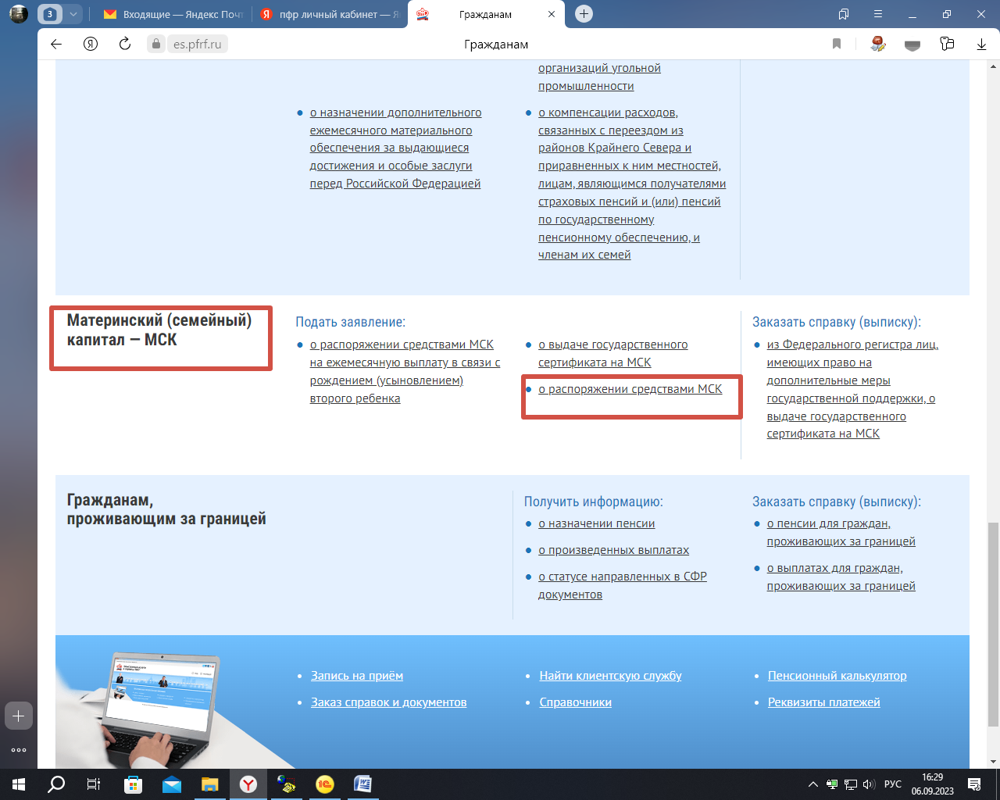 3
Входящие — Яндекс Почт
пфр личный кабинет — Я
Гражданам
es.pfrf.ru
Гражданам
организаций угольной
промышленности
о назначении дополнительного
ежемесячного материального
обеспечения за выдающиеся
достижения и особые заслуги
перед Российской Федерацией
о компенсации расходов,
связанных с переездом из
районов Крайнего Севера и
приравненных к ним местностей,
лицам, являющимся получателями
страховых пенсий и (или) пенсий
по государственному
пенсионному обеспечению, и
членам их семей
Материнский (семейный)
капитал — МСК
Подать заявление:
о распоряжении средствами МСК
на ежемесячную выплату в связи с
рождением (усыновлением)
второго ребенка
о выдаче государственного
сертификата на МСК
о распоряжении средствами МСК
Заказать справку (выписку):
из Федерального регистра лиц,
имеющих право на
дополнительные меры
государственной поддержки, о
выдаче государственного
сертификата на МСК
Гражданам,
проживающим за границей
Получить информацию:
о назначении пенсии
о произведенных выплатах
о статусе направленных в СФР
документов
Заказать справку (выписку):
о пенсии для граждан,
проживающих за границей
о выплатах для граждан,
проживающих за границей
Запись на приём
Заказ справок и документов
Найти клиентскую службу
Справочники
Пенсионный калькулятор
Реквизиты платежей
РУС
16:29
06.09.2023